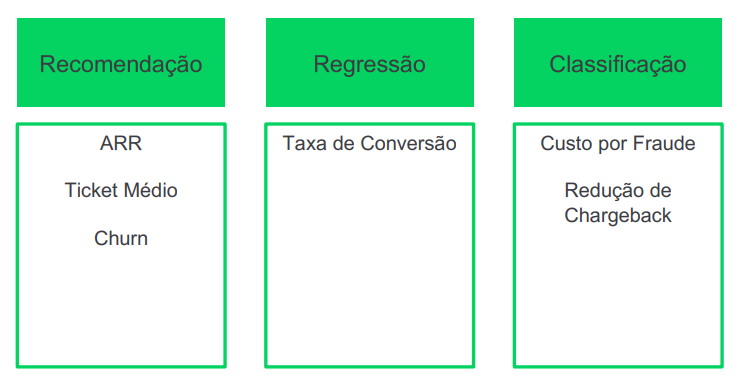 Recomendação
Regressão
Classificação
ARR
Ticket Médio
Churn
Taxa de Conversão
Custo por Fraude
Redução de
Chargeback